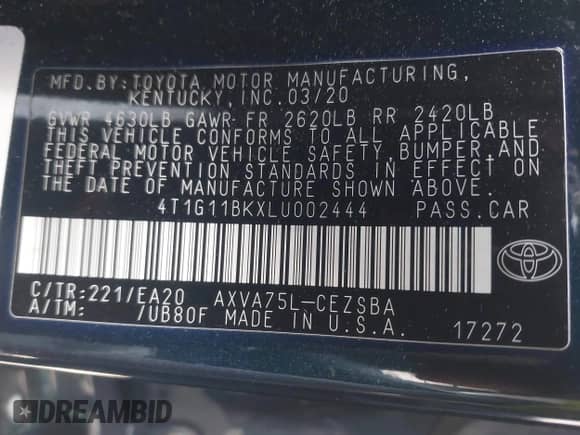 MFD.BY:TOYOTA MOTOR MANUFACTURING,
KENTUCKY,INC.03/20
GVWR 4630LB GAWR FR 2620LB RR 2420LB
THIS VEHICLE CONFORMS TO ALL APPLICABLE
FEDERAL MOTOR VEHICLE SAFETY,BUMPER AND
THEFT PREVENTION STANDARDS IN EFFECT ON
THE DATE OF MANUFACTURE SHOWN ABOVE.
4T1G11BKXLU002444 PASS.CAR
C/TR:221/EA20 AXVA75L-CEZSBA
A/TM: /UB80F MADE IN U.S.A. 17272
DREAMBID